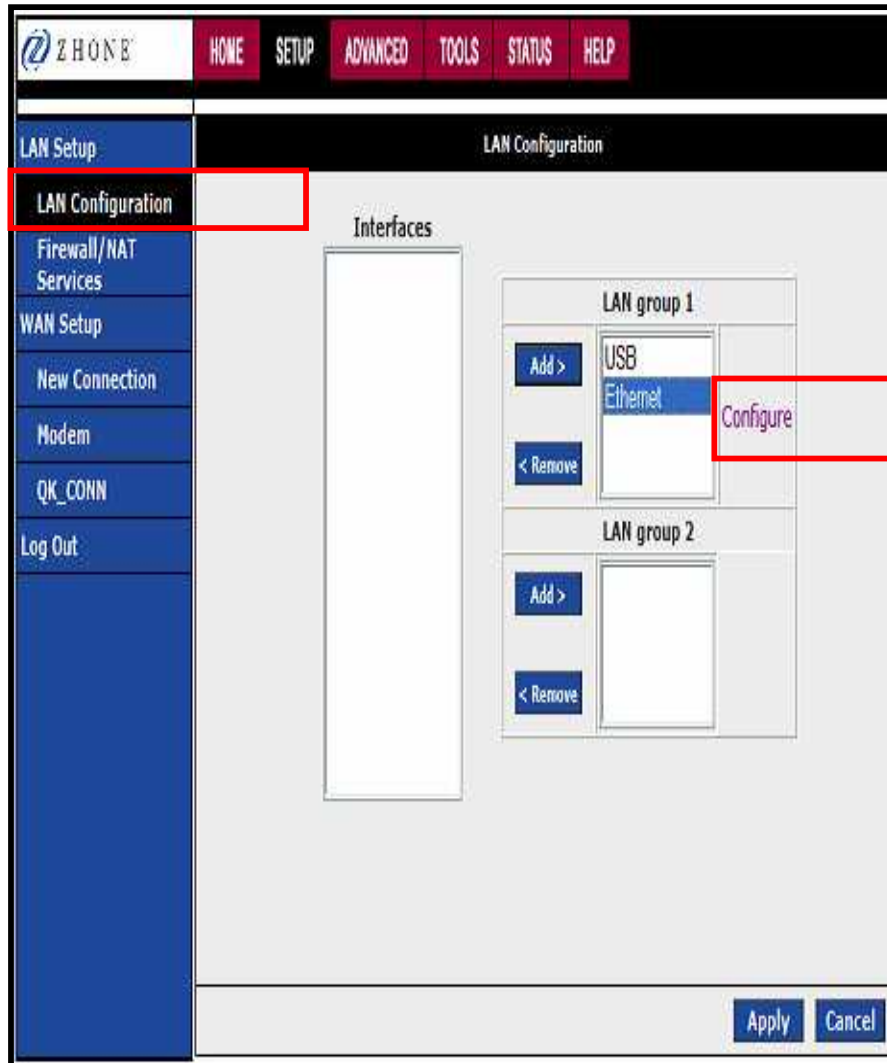 ZHONE
HOME SETUP ADVANCED TOOLS STATUS HELP
LAN Setup
LAN Configuration
Firewall/NAT
Services
WAN Setup
New Connection
Modem
QK_CONN
Log Out
LAN Configuration
Interfaces
LAN group 1
Add >
USB
Ethernet
Configure
< Remove
LAN group 2
Add >
< Remove
Apply Cancel